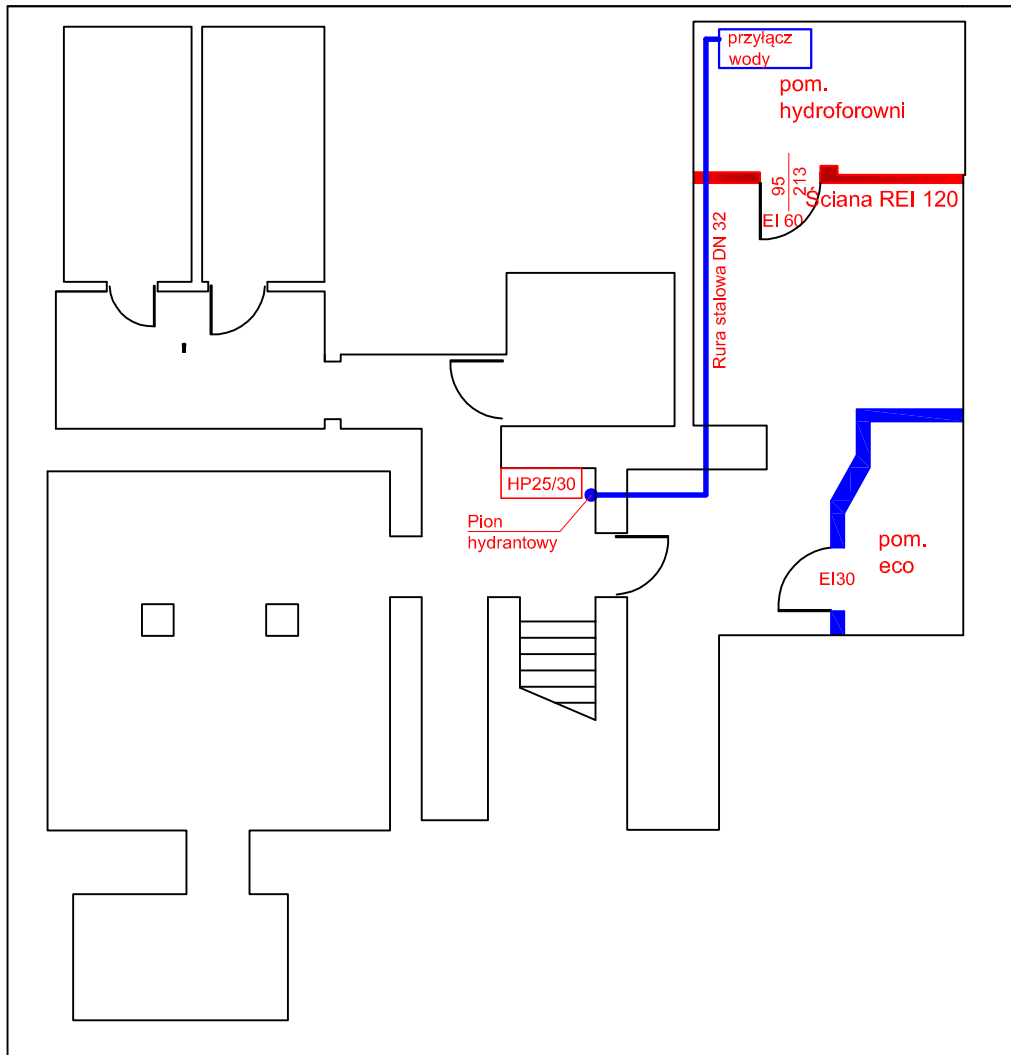 przyłącz
wody
pom.
hydroforowni
95
213
Ściana REI 120
EI 60
Rura stalowa DN 32
HP25/30
Pion
hydrantowy
pom.
eco
EI30